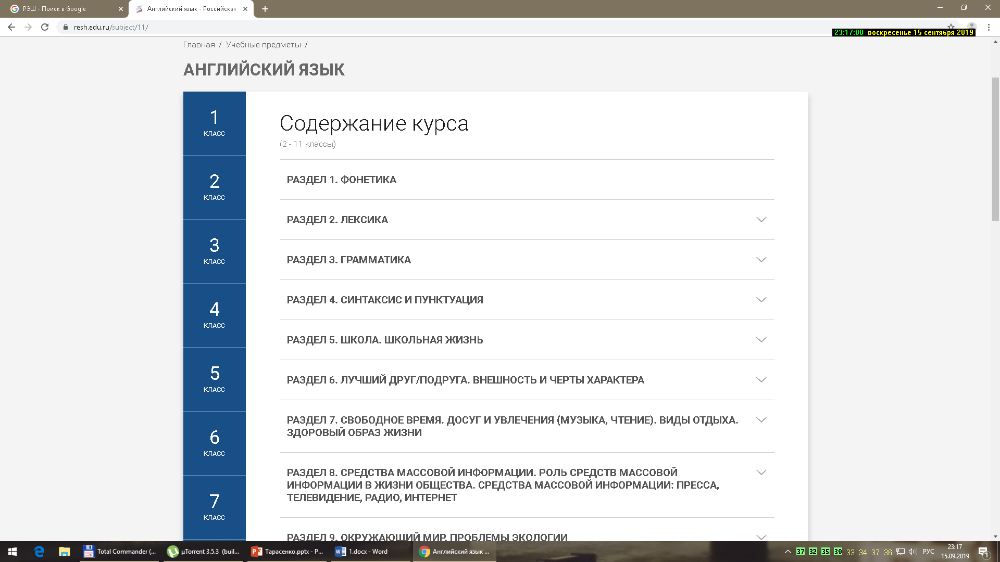 РЭШ - Поиск в Google
Английский язык - Российская
resh.edu.ru/subject/11/
23:17:00 воскресенье 15 сентября 2019
Главная / Учебные предметы /
АНГЛИЙСКИЙ ЯЗЫК
1
КЛАСС
2
КЛАСС
3
КЛАСС
4
КЛАСС
5
КЛАСС
6
КЛАСС
7
КЛАСС
Содержание курса
(2 - 11 классы)
РАЗДЕЛ 1. ФОНЕТИКА
РАЗДЕЛ 2. ЛЕКСИКА
РАЗДЕЛ 3. ГРАММАТИКА
РАЗДЕЛ 4. СИНТАКСИС И ПУНКТУАЦИЯ
РАЗДЕЛ 5. ШКОЛА. ШКОЛЬНАЯ ЖИЗНЬ
РАЗДЕЛ 6. ЛУЧШИЙ ДРУГ/ПОДРУГА. ВНЕШНОСТЬ И ЧЕРТЫ ХАРАКТЕРА
РАЗДЕЛ 7. СВОБОДНОЕ ВРЕМЯ. ДОСУГ И УВЛЕЧЕНИЯ (МУЗЫКА, ЧТЕНИЕ). ВИДЫ ОТДЫХА.
ЗДОРОВЫЙ ОБРАЗ ЖИЗНИ
РАЗДЕЛ 8. СРЕДСТВА МАССОВОЙ ИНФОРМАЦИИ. РОЛЬ СРЕДСТВ МАССОВОЙ
ИНФОРМАЦИИ В ЖИЗНИ ОБЩЕСТВА. СРЕДСТВА МАССОВОЙ ИНФОРМАЦИИ: ПРЕССА,
ТЕЛЕВИДЕНИЕ, РАДИО, ИНТЕРНЕТ
РАЗДЕЛ 9. ОКРУЖАЮЩИЙ МИР. ПРОБЛЕМЫ ЭКОЛОГИИ
Total Commander (...
µTorrent 3.5.3 (buil...
Тарасенко.pptx - P...
1.docx - Word
Английский язык ...
37 32 35 39 33 34 37 36
РУС
23:17
15.09.2019
1